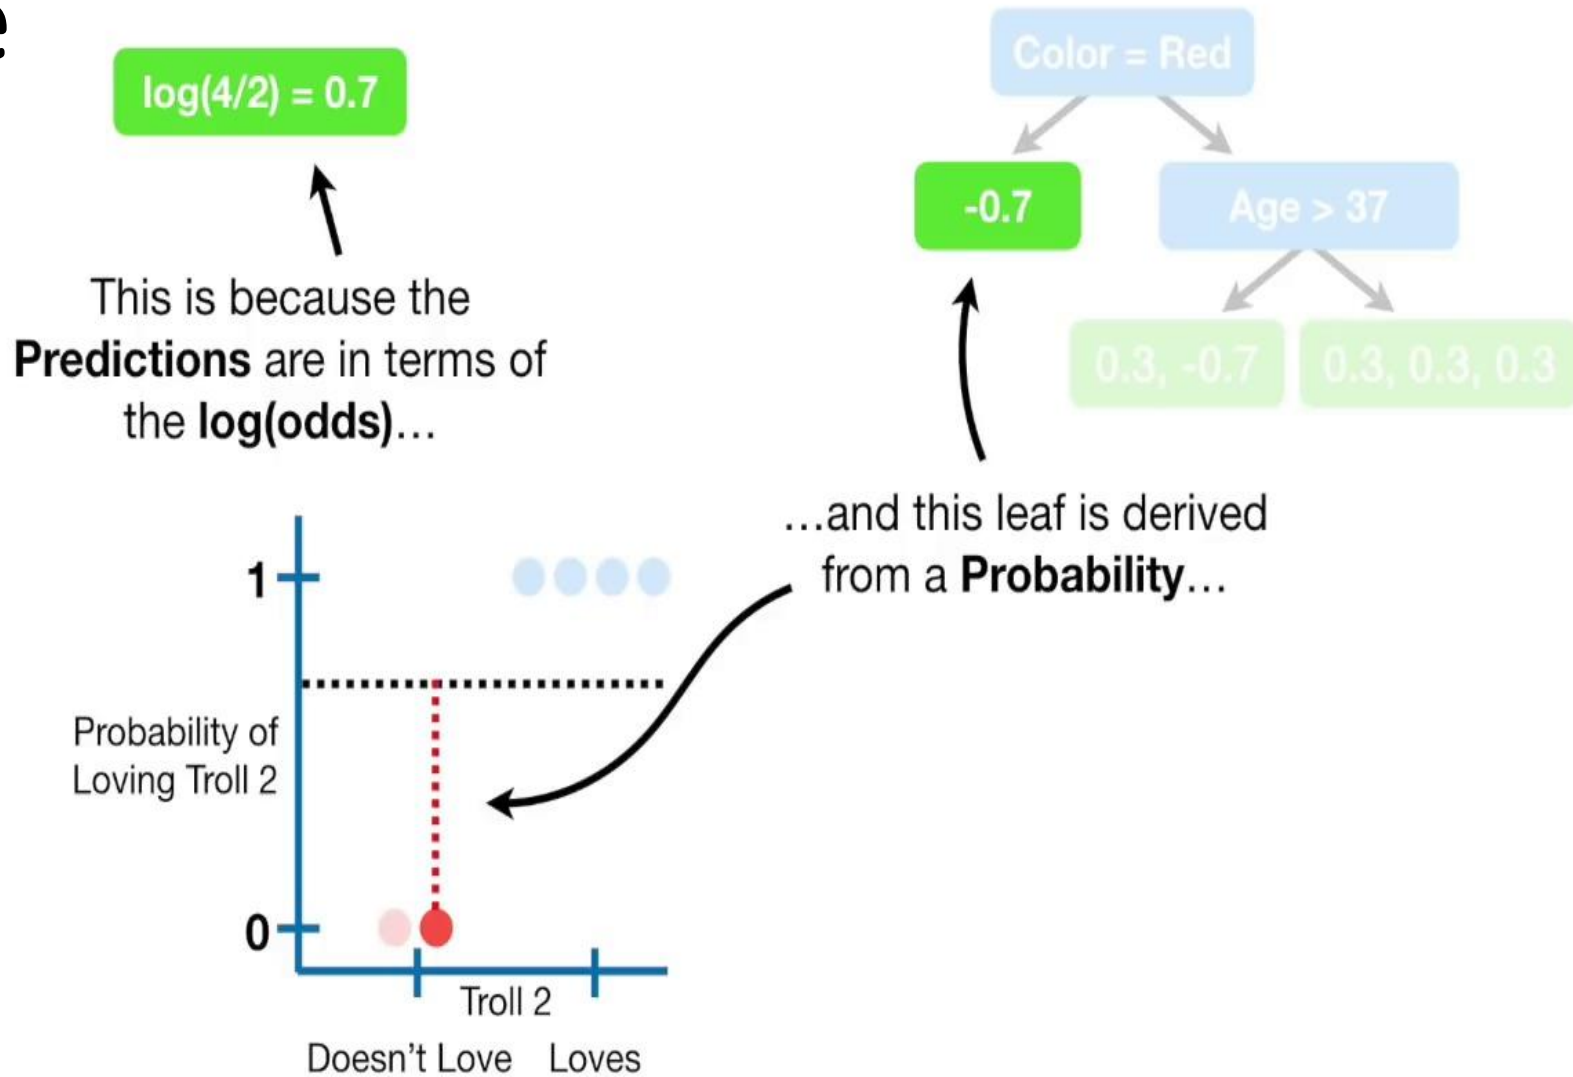 log(4/2) = 0.7
This is because the
Predictions are in terms of
the log(odds)...
Color = Red
-0.7
Age > 37
0.3, -0.7
0.3, 0.3, 0.3
...and this leaf is derived
from a Probability...
1
Probability of
Loving Troll 2
0
Troll 2
Doesn't Love
Loves